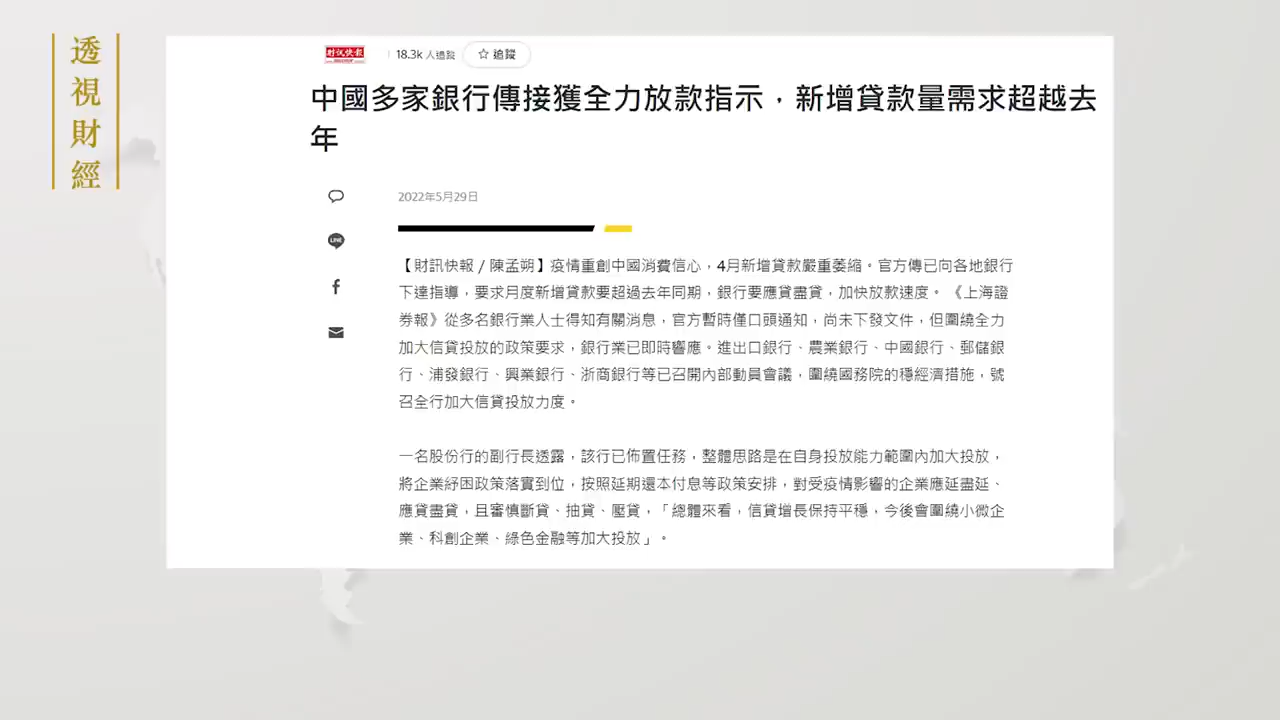 透視財經
財訊快報
18.3k 人追蹤
☆ 追蹤
中國多家銀行傳接獲全力放款指示，新增貸款量需求超越去
年
2022年5月29日
LINE
【財訊快報／陳孟朔】疫情重創中國消費信心，4月新增貸款嚴重萎縮。官方傳已向各地銀行
下達指導，要求月度新增貸款要超過去年同期，銀行要應貸盡貸，加快放款速度。《上海證
券報》從多名銀行業人士得知有關消息，官方暫時僅口頭通知，尚未下發文件，但圍繞全力
加大信貸投放的政策要求，銀行業已即時響應。進出口銀行、農業銀行、中國銀行、郵儲銀
行、浦發銀行、興業銀行、浙商銀行等已召開內部動員會議，圍繞國務院的穩經濟措施，號
召全行加大信貸投放力度。
一名股份行的副行長透露，該行已佈置任務，整體思路是在自身投放能力範圍內加大投放，
將企業紓困政策落實到位，按照延期還本付息等政策安排，對受疫情影響的企業應延盡延、
應貸盡貸，且審慎斷貸、抽貸、壓貸，「總體來看，信貸增長保持平穩，今後會圍繞小微企
業、科創企業、綠色金融等加大投放」。